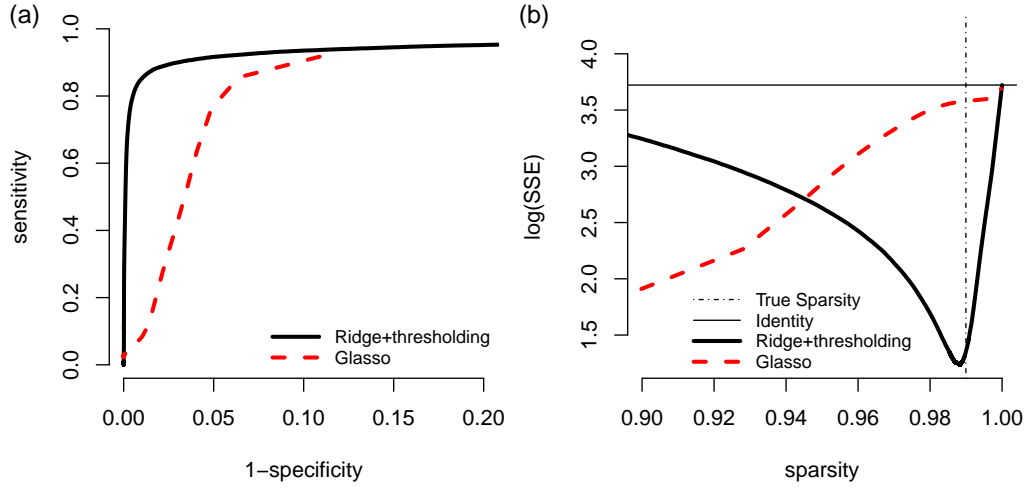 (a)
1.0
0.8
0.6
0.4
0.2
0.0
sensitivity
Ridge+thresholding
Glasso
0.00
0.05
0.10
0.15
0.20
1−specificity
(b)
4.0
3.5
3.0
2.5
2.0
1.5
log(SSE)
True Sparsity
Identity
Ridge+thresholding
Glasso
0.90
0.92
0.94
0.96
0.98
1.00
sparsity